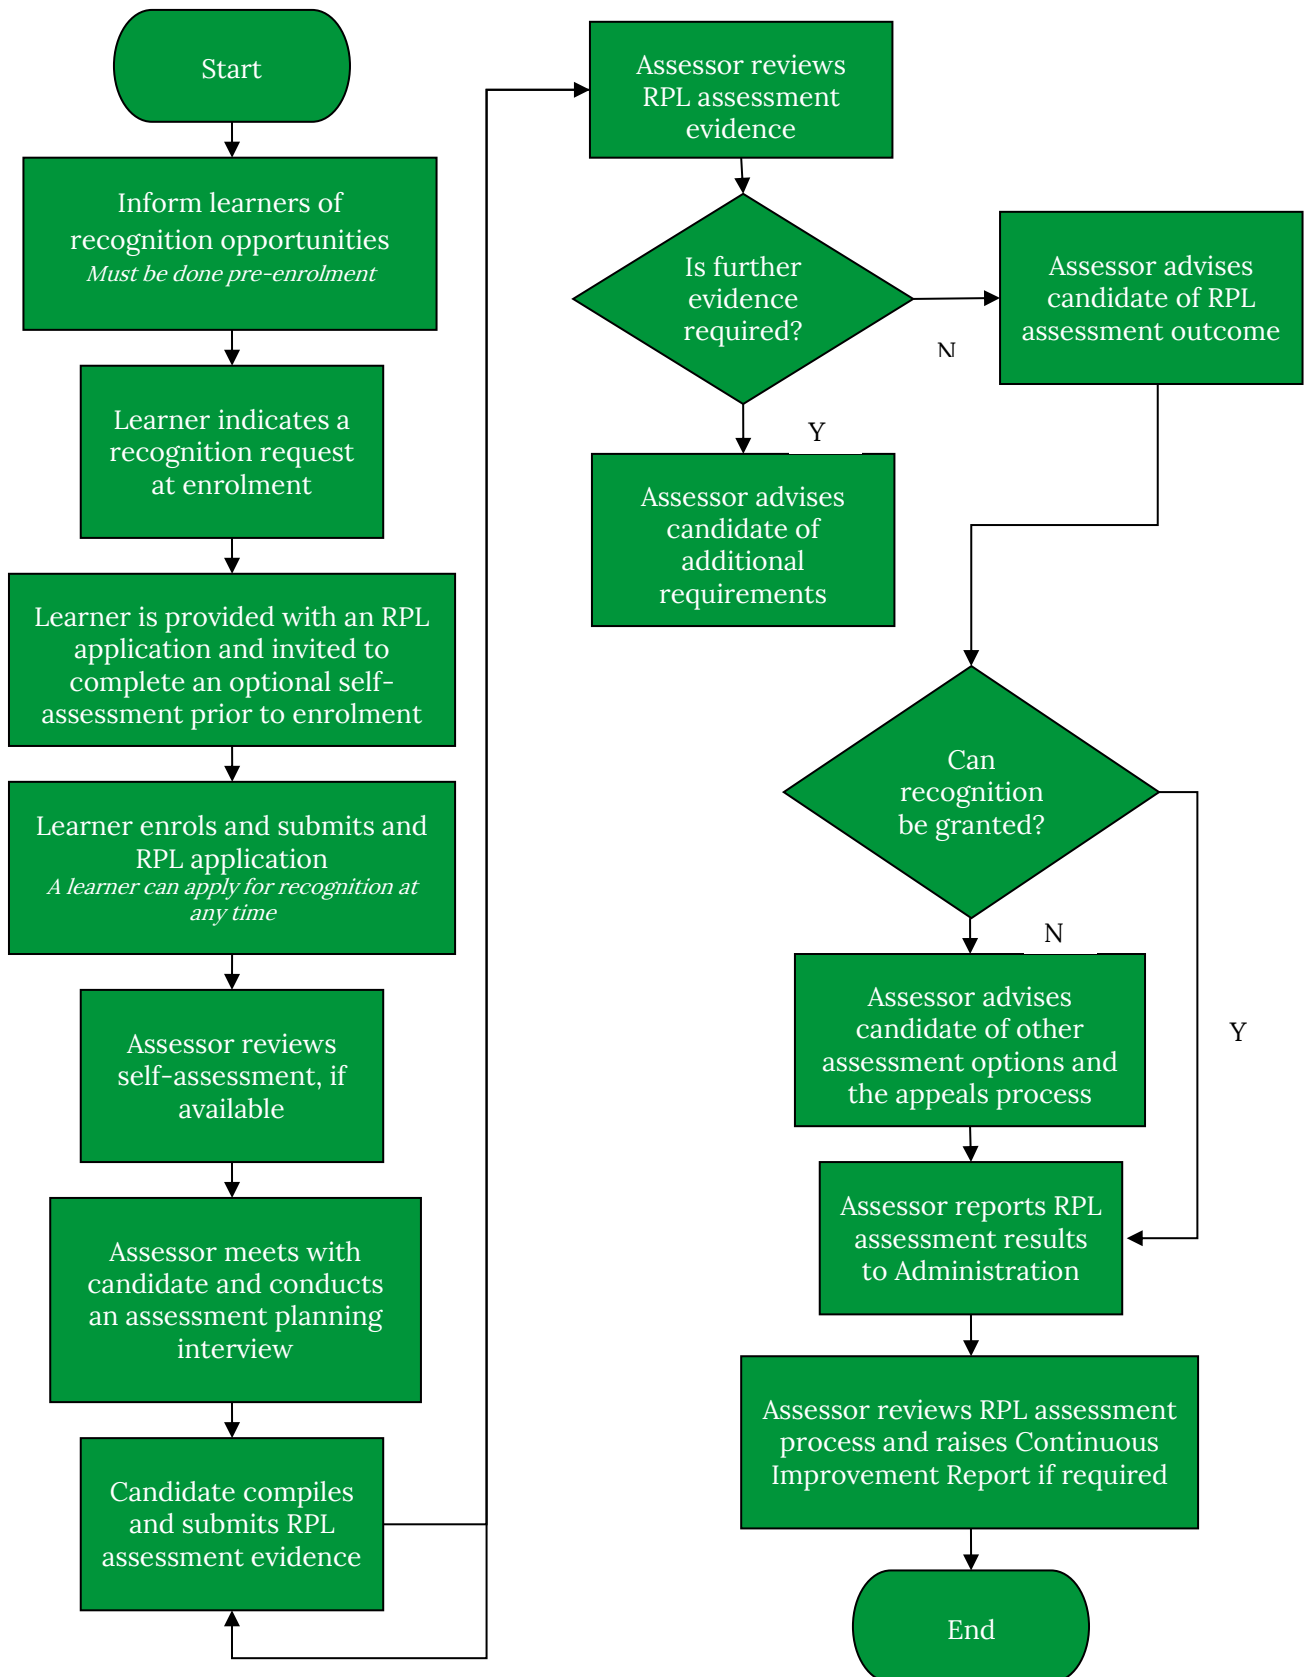 Start
Inform learners of
recognition opportunities
Must be done pre-enrolment
Learner indicates a
recognition request
at enrolment
Learner is provided with an RPL
application and invited to
complete an optional self-
assessment prior to enrolment
Learner enrols and submits and
RPL application
A learner can apply for recognition at
any time
Assessor reviews
self-assessment, if
available
Assessor meets with
candidate and conducts
an assessment planning
interview
Candidate compiles
and submits RPL
assessment evidence
Assessor reviews
RPL assessment
evidence
Is further
evidence
required?
N
Y
Assessor advises
candidate of
additional
requirements
Assessor advises
candidate of RPL
assessment outcome
Can
recognition
be granted?
N
Y
Assessor advises
candidate of other
assessment options and
the appeals process
Assessor reports RPL
assessment results
to Administration
Assessor reviews RPL assessment
process and raises Continuous
Improvement Report if required
End